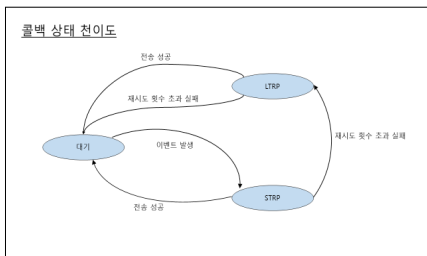 콜백 상태 천이도
전송 성공
LTRP
재시도 횟수 초과 실패
재시도 횟수 초과 실패
대기
이벤트 발생
STRP
전송 성공